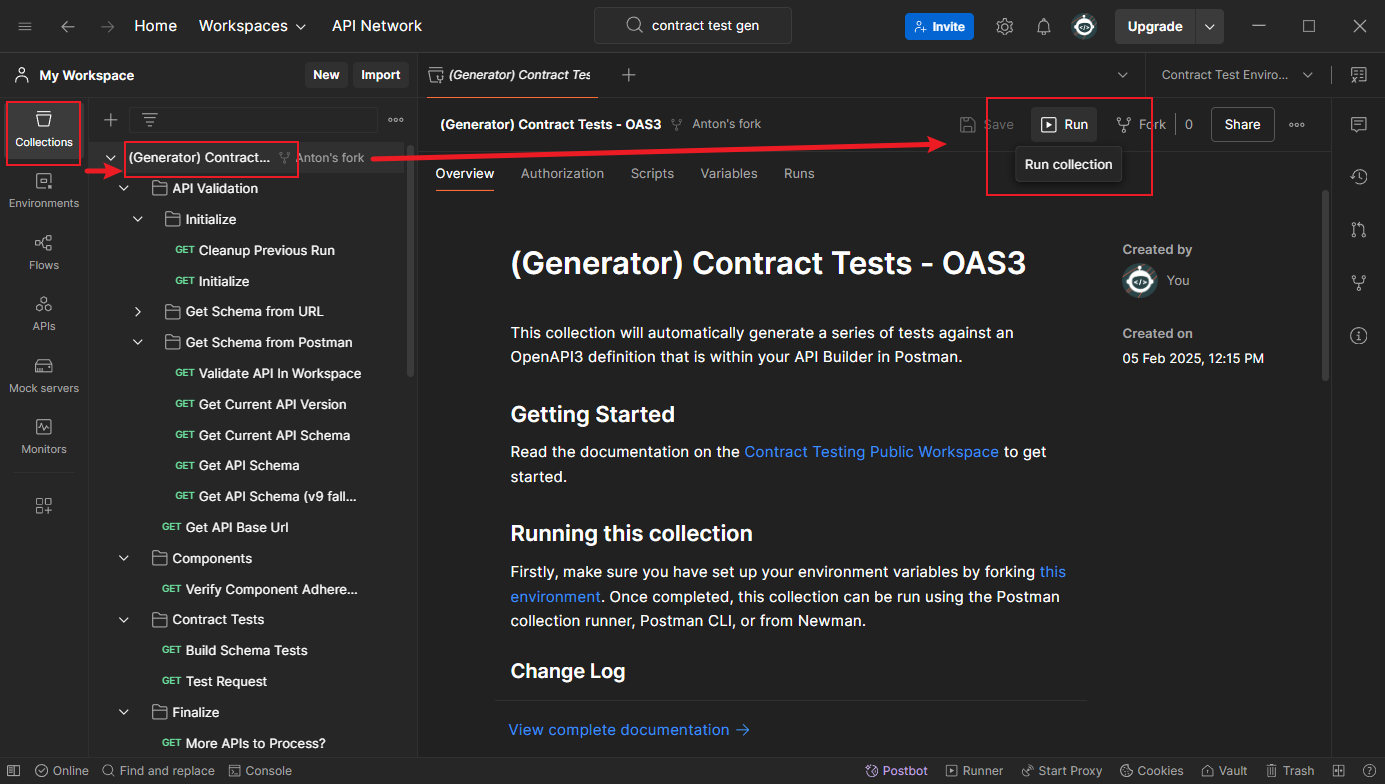 Home
Workspaces
API Network
contract test gen
Invite
Upgrade
My Workspace
New
Import
(Generator) Contract Tes
Contract Test Enviro...
Collections
Environments
Flows
APIs
Mock servers
Monitors
(Generator) Contract... Anton's fork
API Validation
Initialize
GET Cleanup Previous Run
GET Initialize
Get Schema from URL
Get Schema from Postman
GET Validate API In Workspace
GET Get Current API Version
GET Get Current API Schema
GET Get API Schema
GET Get API Schema (v9 fall...
GET Get API Base Url
Components
GET Verify Component Adhere...
Contract Tests
GET Build Schema Tests
GET Test Request
Finalize
GET More APIs to Process?
(Generator) Contract Tests - OAS3 Anton's fork
Save
Run
Fork 0
Share
Run collection
Overview
Authorization
Scripts
Variables
Runs
(Generator) Contract Tests - OAS3
This collection will automatically generate a series of tests against an
OpenAPI3 definition that is within your API Builder in Postman.
Getting Started
Read the documentation on the Contract Testing Public Workspace to get
started.
Running this collection
Firstly, make sure you have set up your environment variables by forking this
environment. Once completed, this collection can be run using the Postman
collection runner, Postman CLI, or from Newman.
Change Log
View complete documentation →
Created by
You
Created on
05 Feb 2025, 12:15 PM
Online
Find and replace
Console
Postbot
Runner
Start Proxy
Cookies
Vault
Trash